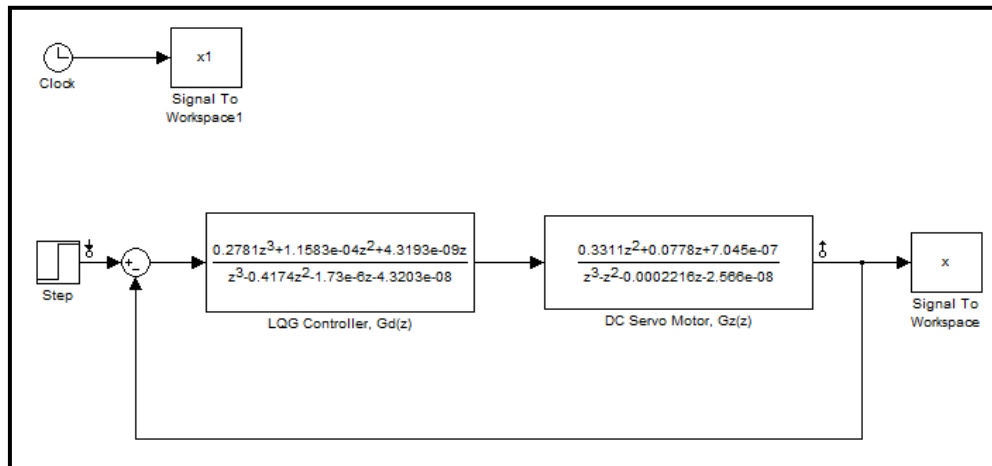 x1
Clock
Signal To
Workspace1
0.2781z3+1.1583e-04z2+4.3193e-09z
z3-0.4174z2-1.73e-6z-4.3203e-08
0.3311z2+0.0778z+7.045e-07
z3-z2-0.0002216z-2.566e-08
x
+
-
Step
LQG Controller, Gd(z)
DC Servo Motor, Gz(z)
Signal To
Workspace